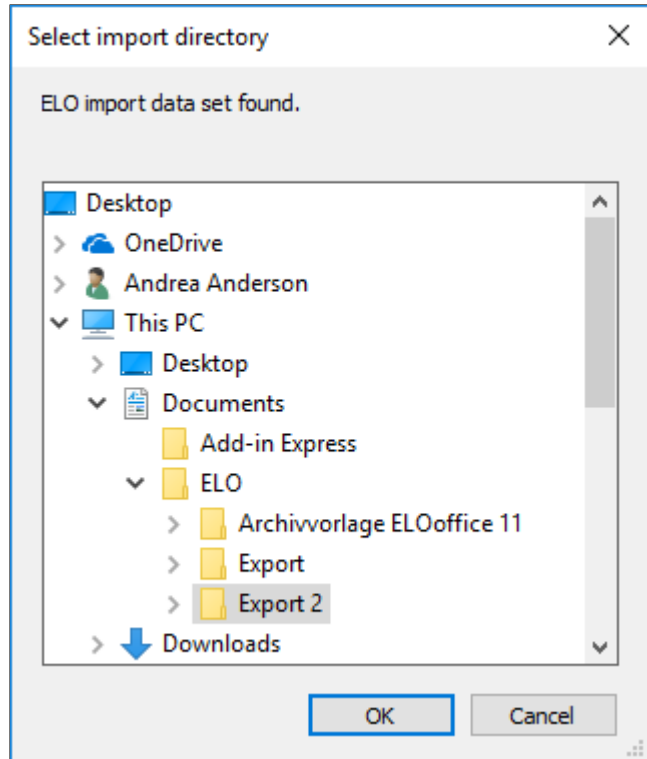 Select import directory
ELO import data set found.
Desktop
OneDrive
Andrea Anderson
This PC
Desktop
Documents
Add-in Express
ELO
Archivvorlage ELOoffice 11
Export
Export 2
Downloads
OK Cancel